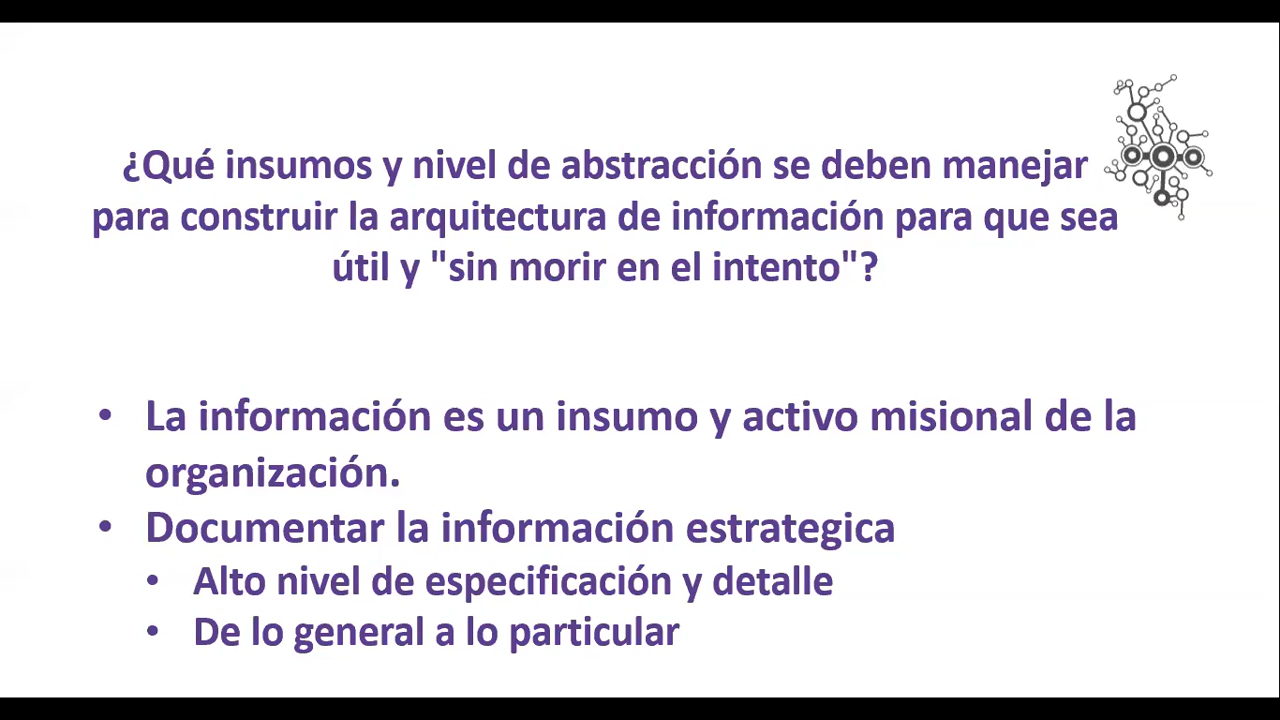 ¿Qué insumos y nivel de abstracción se deben manejar
para construir la arquitectura de información para que sea
útil y "sin morir en el intento"?
• La información es un insumo y activo misional de la
organización.
• Documentar la información estrategica
• Alto nivel de especificación y detalle
• De lo general a lo particular